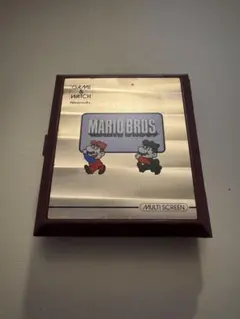 GAME &
WATCH
Nintendo
MARIO BROS.
MULTI SCREEN